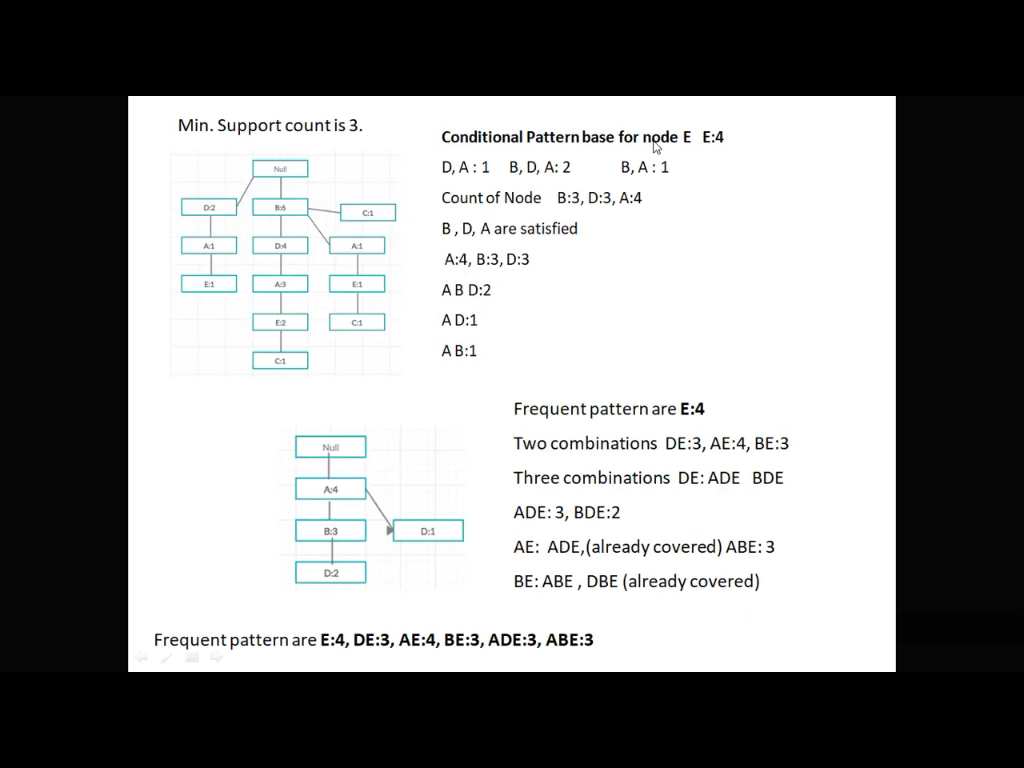 Min. Support count is 3.
Null
D:2 B:6 C:1
A:1 D:4 A:1
E:1 A:3 E:1
E:2 C:1
C:1
Conditional Pattern base for node E E:4
D, A : 1 B, D, A: 2 B, A : 1
Count of Node B:3, D:3, A:4
B , D, A are satisfied
A:4, B:3, D:3
A B D:2
A D:1
A B:1
Null
A:4
B:3 D:1
D:2
Frequent pattern are E:4
Two combinations DE:3, AE:4, BE:3
Three combinations DE: ADE BDE
ADE: 3, BDE:2
AE: ADE,(already covered) ABE: 3
BE: ABE , DBE (already covered)
Frequent pattern are E:4, DE:3, AE:4, BE:3, ADE:3, ABE:3